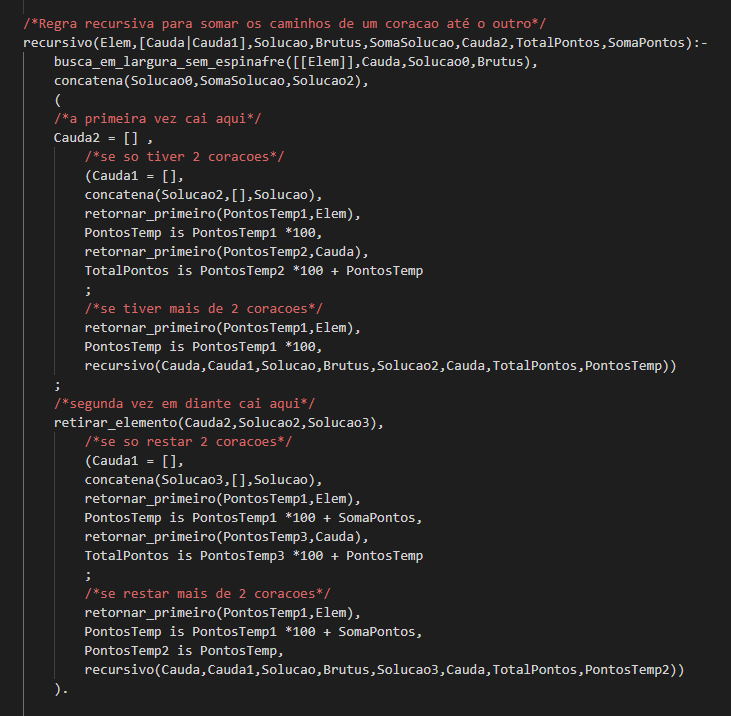 /*Regra recursiva para somar os caminhos de um coracao até o outro*/
recursivo(Elem,[Cauda|Cauda1],Solucao,Brutus,SomaSolucao,Cauda2,TotalPontos,SomaPontos):-
busca_em_largura_sem_espinafre([[Elem]],Cauda,Solucao0,Brutus),
concatena(Solucao0,SomaSolucao,Solucao2),
(
/*a primeira vez cai aqui*/
Cauda2 = [] ,
/*se so tiver 2 coracoes*/
(Cauda1 = [],
concatena(Solucao2,[],Solucao),
retornar_primeiro(PontosTemp1,Elem),
PontosTemp is PontosTemp1 *100,
retornar_primeiro(PontosTemp2,Cauda),
TotalPontos is PontosTemp2 *100 + PontosTemp
;
/*se tiver mais de 2 coracoes*/
retornar_primeiro(PontosTemp1,Elem),
PontosTemp is PontosTemp1 *100,
recursivo(Cauda,Cauda1,Solucao,Brutus,Solucao2,Cauda,TotalPontos,PontosTemp))
;
/*segunda vez em diante cai aqui*/
retirar_elemento(Cauda2,Solucao2,Solucao3),
/*se so restar 2 coracoes*/
(Cauda1 = [],
concatena(Solucao3,[],Solucao),
retornar_primeiro(PontosTemp1,Elem),
PontosTemp is PontosTemp1 *100 + SomaPontos,
retornar_primeiro(PontosTemp3,Cauda),
TotalPontos is PontosTemp3 *100 + PontosTemp
;
/*se restar mais de 2 coracoes*/
retornar_primeiro(PontosTemp1,Elem),
PontosTemp is PontosTemp1 *100 + SomaPontos,
PontosTemp2 is PontosTemp,
recursivo(Cauda,Cauda1,Solucao,Brutus,Solucao3,Cauda,TotalPontos,PontosTemp2))
).